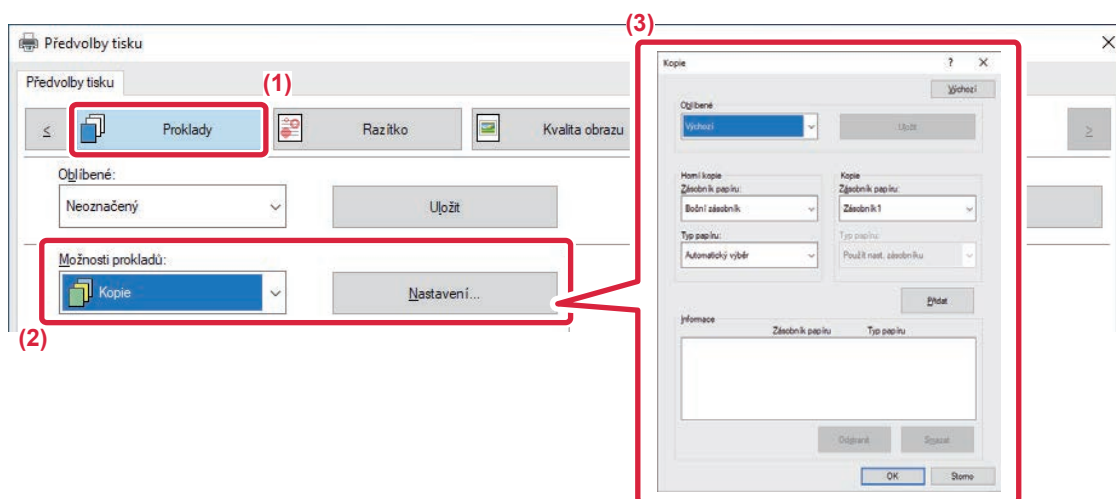 (3)
Předvolby tisku
Předvolby tisku
(1)
< Proklady Razítko Kvalita obrazu >
Oblíbené:
Neoznačený Uložit
Možnosti prokladů:
Kopie Nastavení...
(2)
Kopie ?
Výchozí
Oblíbené
Výchozí Uložit
Horní kopie Kopie
Zásobník papíru: Zásobník papíru:
Boční zásobník Zásobník1
Typ papíru: Typ papíru:
Automatický výběr Použít nast. zásobníku
Přidat
Informace
Zásobník papíru Typ papíru
Odstranit Smazat
OK Storno